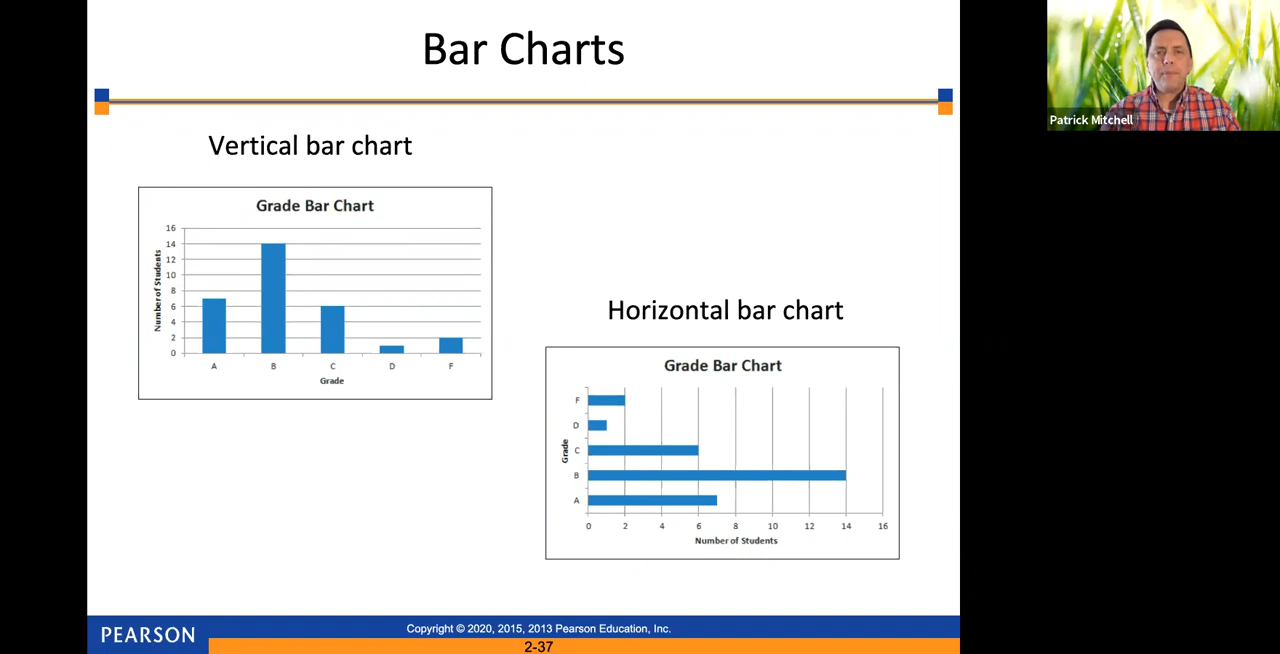 Bar Charts
Patrick Mitchell
Vertical bar chart
Grade Bar Chart
Number of Students
16
14
12
10
8
6
4
2
0
A B C D F
Grade
Horizontal bar chart
Grade Bar Chart
Grade
F
D
C
B
A
0 2 4 6 8 10 12 14 16
Number of Students
PEARSON
Copyright © 2020, 2015, 2013 Pearson Education, Inc.
2-37